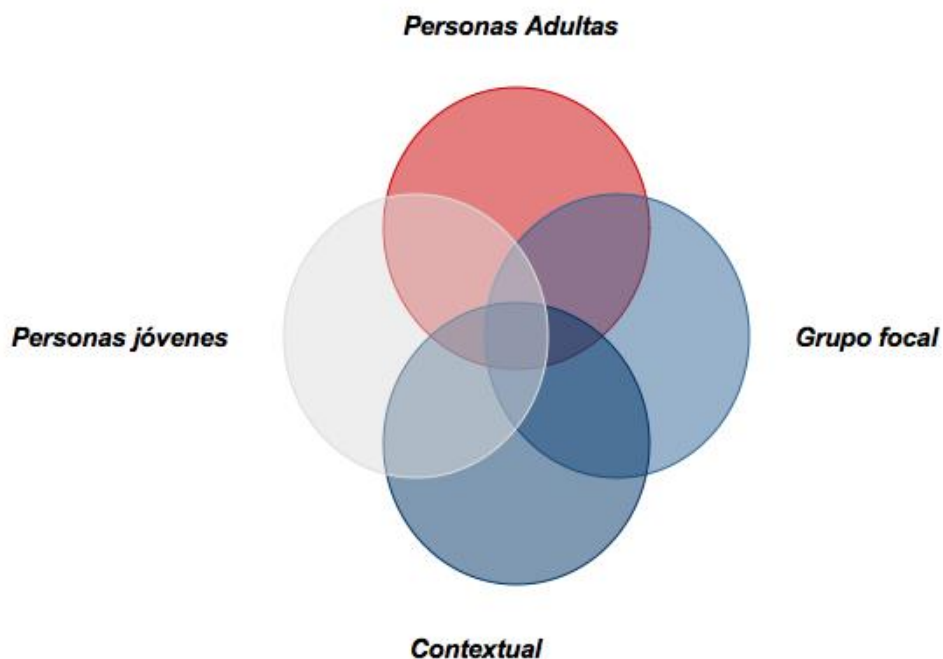 Personas Adultas
Personas jóvenes
Grupo focal
Contextual